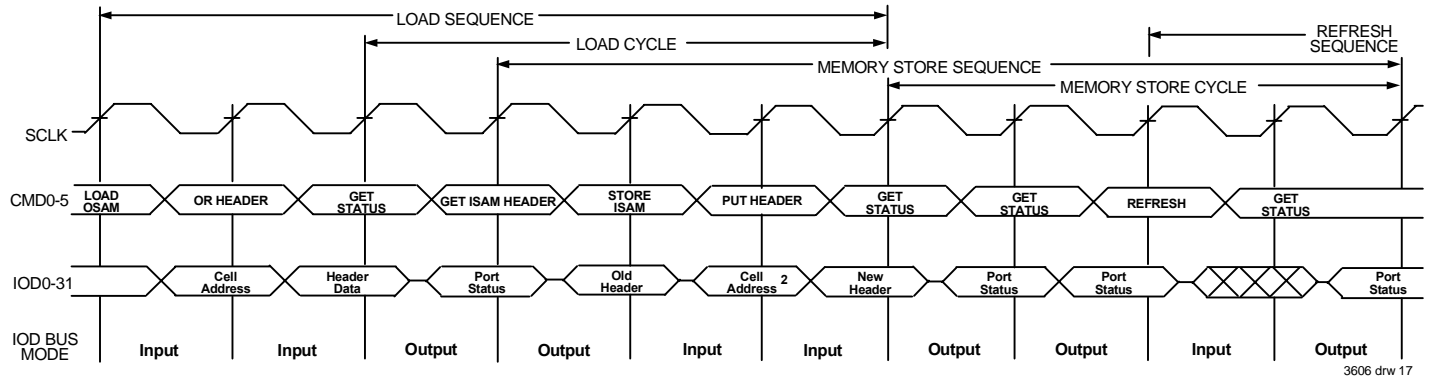 LOAD SEQUENCE
LOAD CYCLE
REFRESH
SEQUENCE
MEMORY STORE SEQUENCE
MEMORY STORE CYCLE
SCLK
CMD0-5
LOAD
OSAM
OR HEADER
GET
STATUS
GET ISAM HEADER
STORE
ISAM
PUT HEADER
GET
STATUS
GET
STATUS
REFRESH
GET
STATUS
IOD0-31
Cell
Address
Header
Data
Port
Status
Old
Header
Cell
Address 2
New
Header
Port
Status
Port
Status
Port
Status
IOD BUS
MODE
Input Input Output Output Input Input Output Output Input Output
3606 drw 17